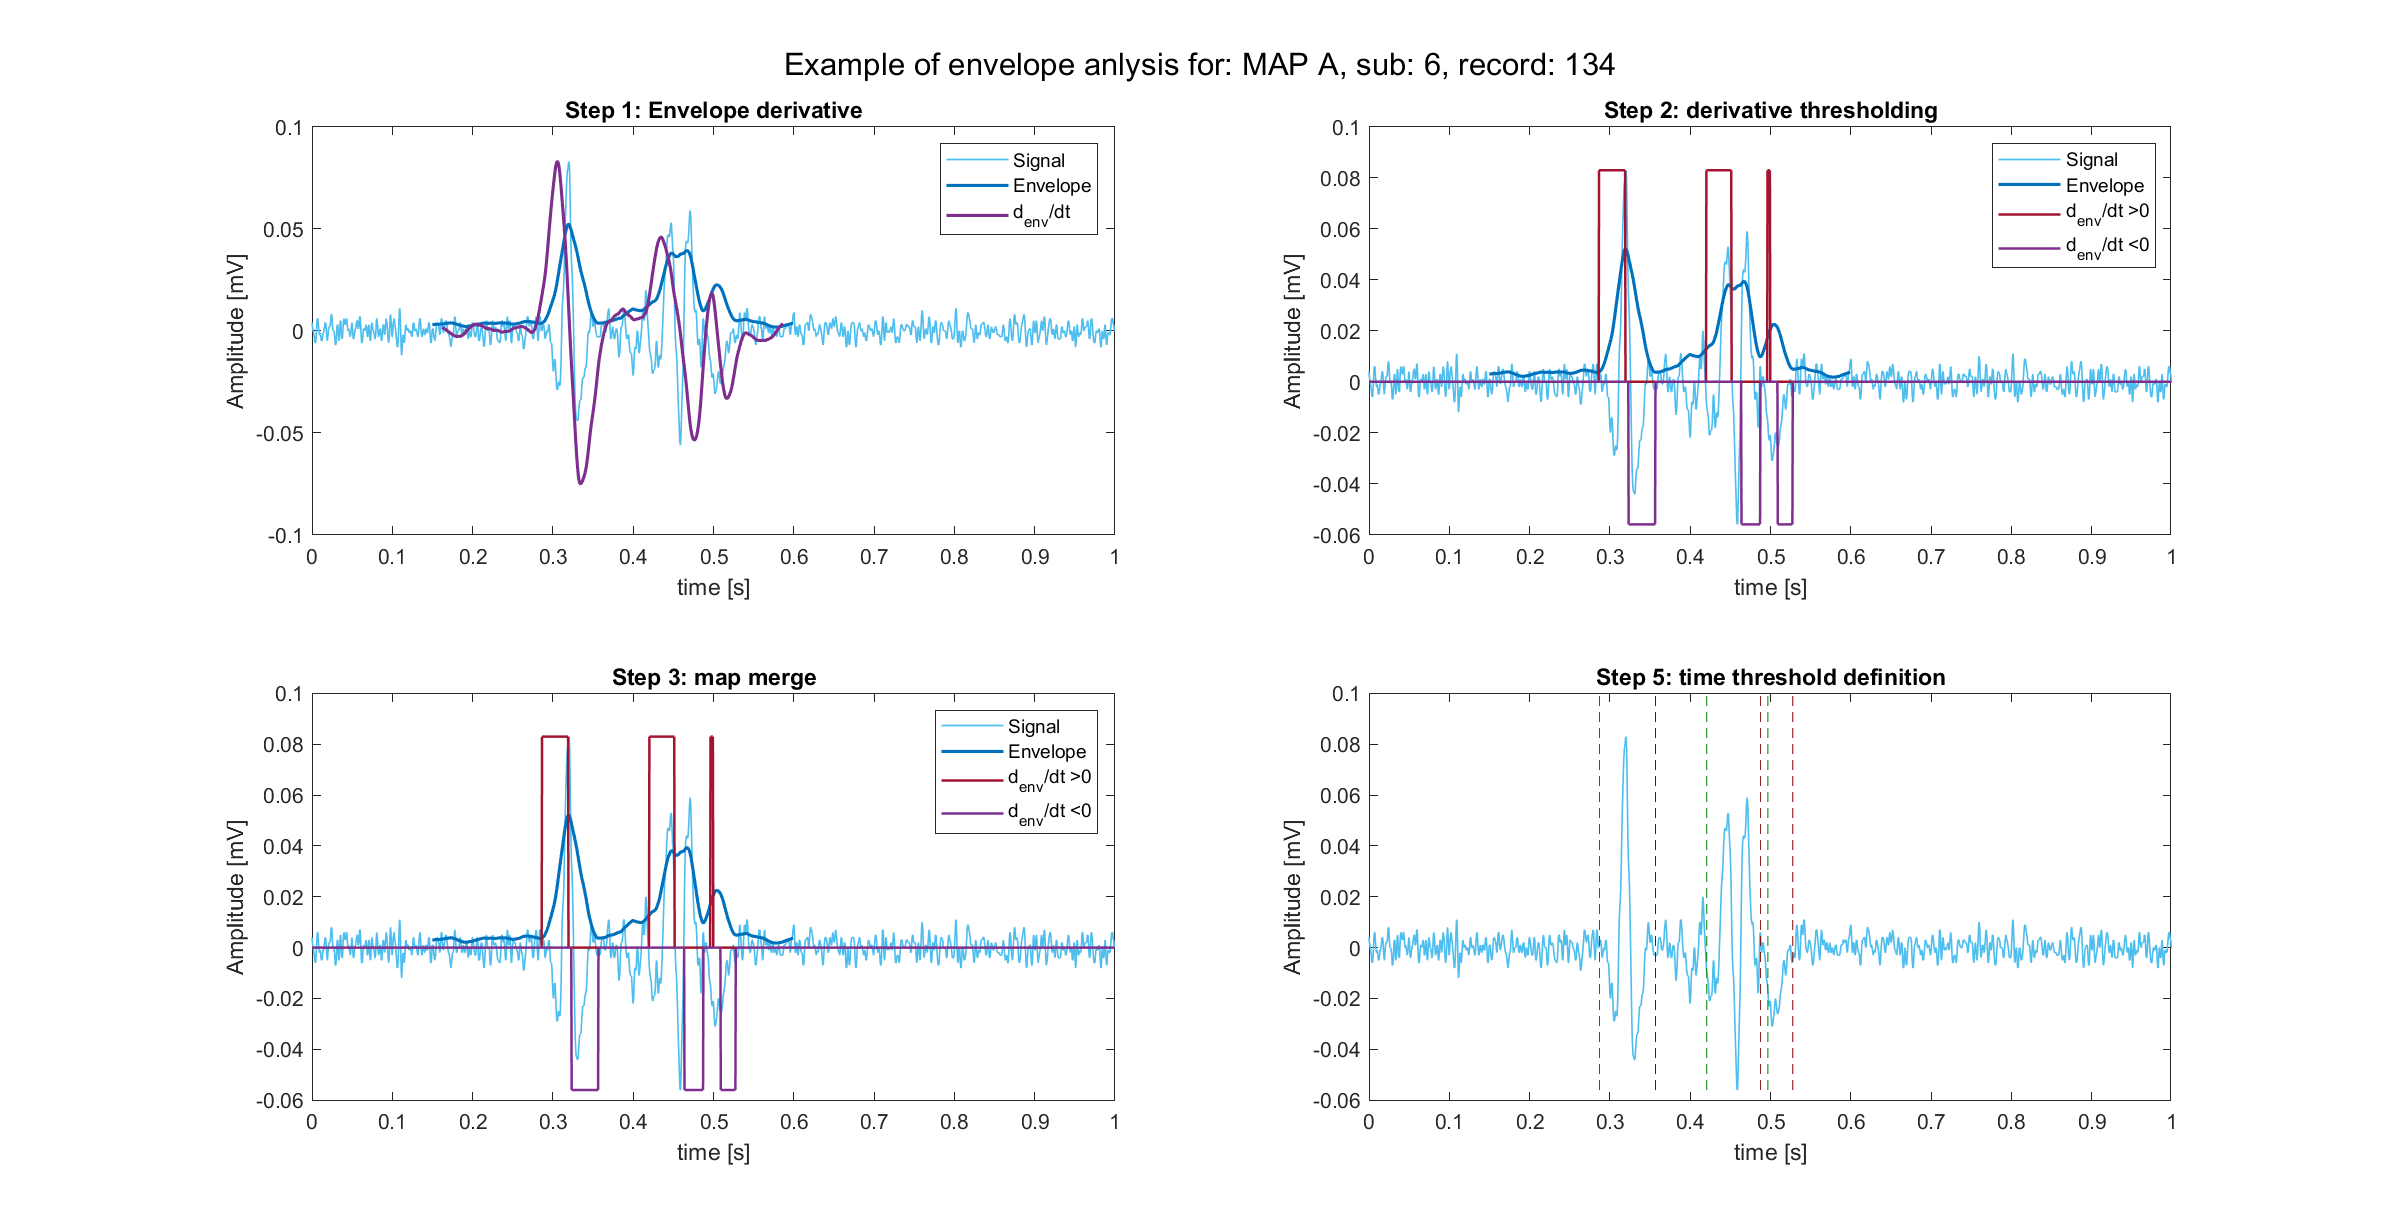 Example of envelope anlysis for: MAP A, sub: 6, record: 134
Step 1: Envelope derivative
0.1
0.05
0
-0.05
-0.1
Amplitude [mV]
0 0.1 0.2 0.3 0.4 0.5 0.6 0.7 0.8 0.9 1
time [s]
Signal
Envelope
d_env/dt
Step 2: derivative thresholding
0.1
0.08
0.06
0.04
0.02
0
-0.02
-0.04
-0.06
Amplitude [mV]
0 0.1 0.2 0.3 0.4 0.5 0.6 0.7 0.8 0.9 1
time [s]
Signal
Envelope
d_env/dt >0
d_env/dt <0
Step 3: map merge
0.1
0.08
0.06
0.04
0.02
0
-0.02
-0.04
-0.06
Amplitude [mV]
0 0.1 0.2 0.3 0.4 0.5 0.6 0.7 0.8 0.9 1
time [s]
Signal
Envelope
d_env/dt >0
d_env/dt <0
Step 5: time threshold definition
0.1
0.08
0.06
0.04
0.02
0
-0.02
-0.04
-0.06
Amplitude [mV]
0 0.1 0.2 0.3 0.4 0.5 0.6 0.7 0.8 0.9 1
time [s]